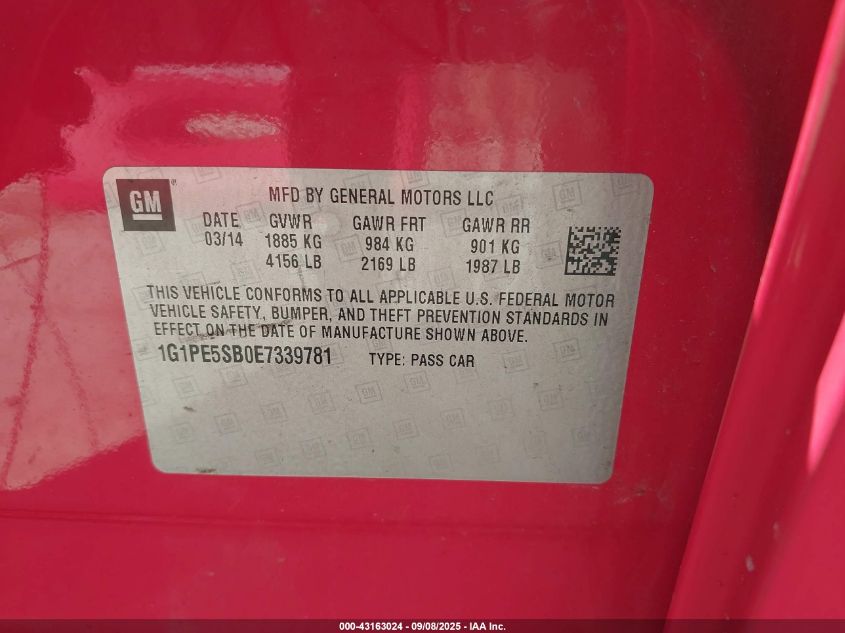 GM®
MFD BY GENERAL MOTORS LLC
DATE GVWR GAWR FRT GAWR RR
03/14 1885 KG 984 KG 901 KG
4156 LB 2169 LB 1987 LB
THIS VEHICLE CONFORMS TO ALL APPLICABLE U.S. FEDERAL MOTOR
VEHICLE SAFETY, BUMPER, AND THEFT PREVENTION STANDARDS IN
EFFECT ON THE DATE OF MANUFACTURE SHOWN ABOVE.
1G1PE5SB0E7339781 TYPE: PASS CAR
000-43163024 - 09/08/2025 - IAA Inc.